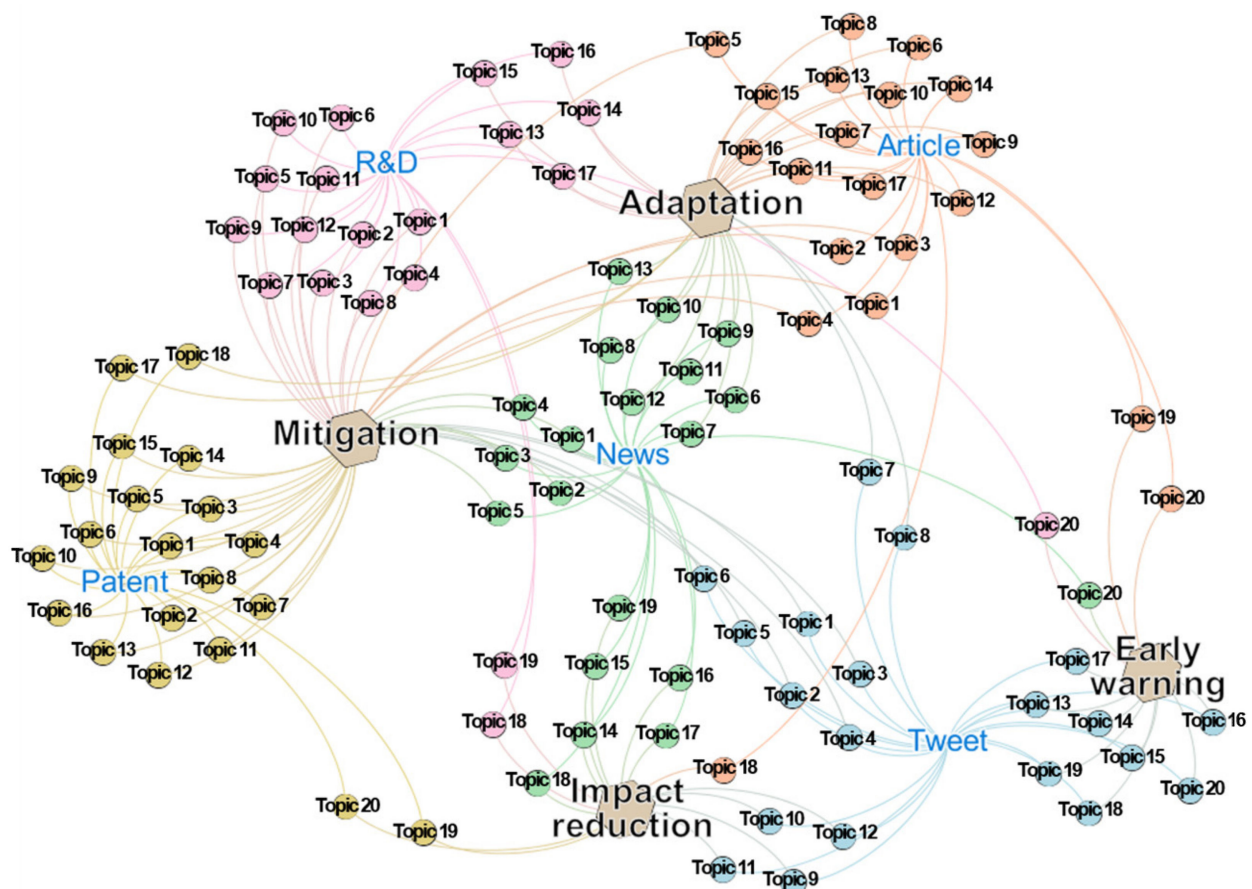 Topic 8
Topic 5
Topic 6
Topic 16
Topic 15
Topic 13
Topic 14
Topic 10
Topic 15
Topic 6
Topic 10
Topic 14
Topic 13
Topic 7
Topic 9
Article
Topic 16
R&D
Topic 11
Topic 17
Topic 5
Topic 11
Topic 17
Topic 12
Adaptation
Topic 9
Topic 12
Topic 2
Topic 1
Topic 2
Topic 3
Topic 13
Topic 7
Topic 3
Topic 4
Topic 8
Topic 1
Topic 10
Topic 4
Topic 9
Topic 8
Topic 18
Topic 17
Topic 11
Topic 12
Topic 6
Topic 4
Topic 19
Mitigation
Topic 1
Topic 7
Topic 15
Topic 3
News
Topic 14
Topic 9
Topic 7
Topic 2
Topic 5
Topic 3
Topic 5
Topic 20
Topic 20
Topic 6
Topic 1
Topic 4
Topic 8
Topic 10
Patent
Topic 8
Topic 6
Topic 20
Topic 16
Topic 2
Topic 7
Topic 19
Topic 5
Topic 1
Topic 13
Topic 11
Topic 12
Topic 19
Topic 15
Topic 16
Topic 3
Topic 17
Early
warning
Topic 2
Topic 13
Topic 18
Topic 14
Topic 17
Topic 4
Tweet
Topic 14
Topic 16
Topic 15
Topic 18
Topic 18
Topic 19
Topic 20
Impact
reduction
Topic 20
Topic 19
Topic 10
Topic 12
Topic 18
Topic 11
Topic 9